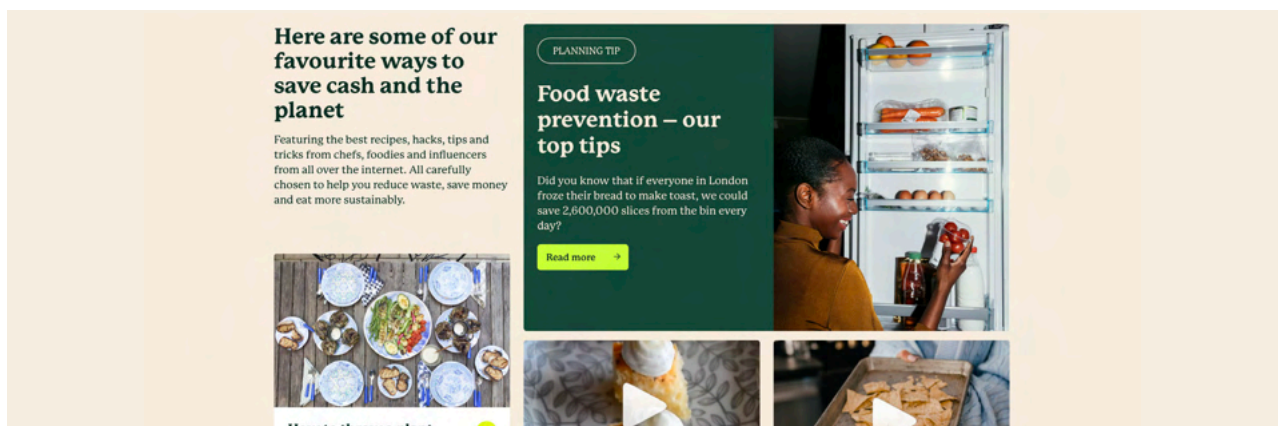 Here are some of our
favourite ways to
save cash and the
planet
Featuring the best recipes, hacks, tips and
tricks from chefs, foodies and influencers
from all over the internet. All carefully
chosen to help you reduce waste, save money
and eat more sustainably.
PLANNING TIP
Food waste
prevention – our
top tips
Did you know that if everyone in London
froze their bread to make toast, we could
save 2,600,000 slices from the bin every
day?
Read more →